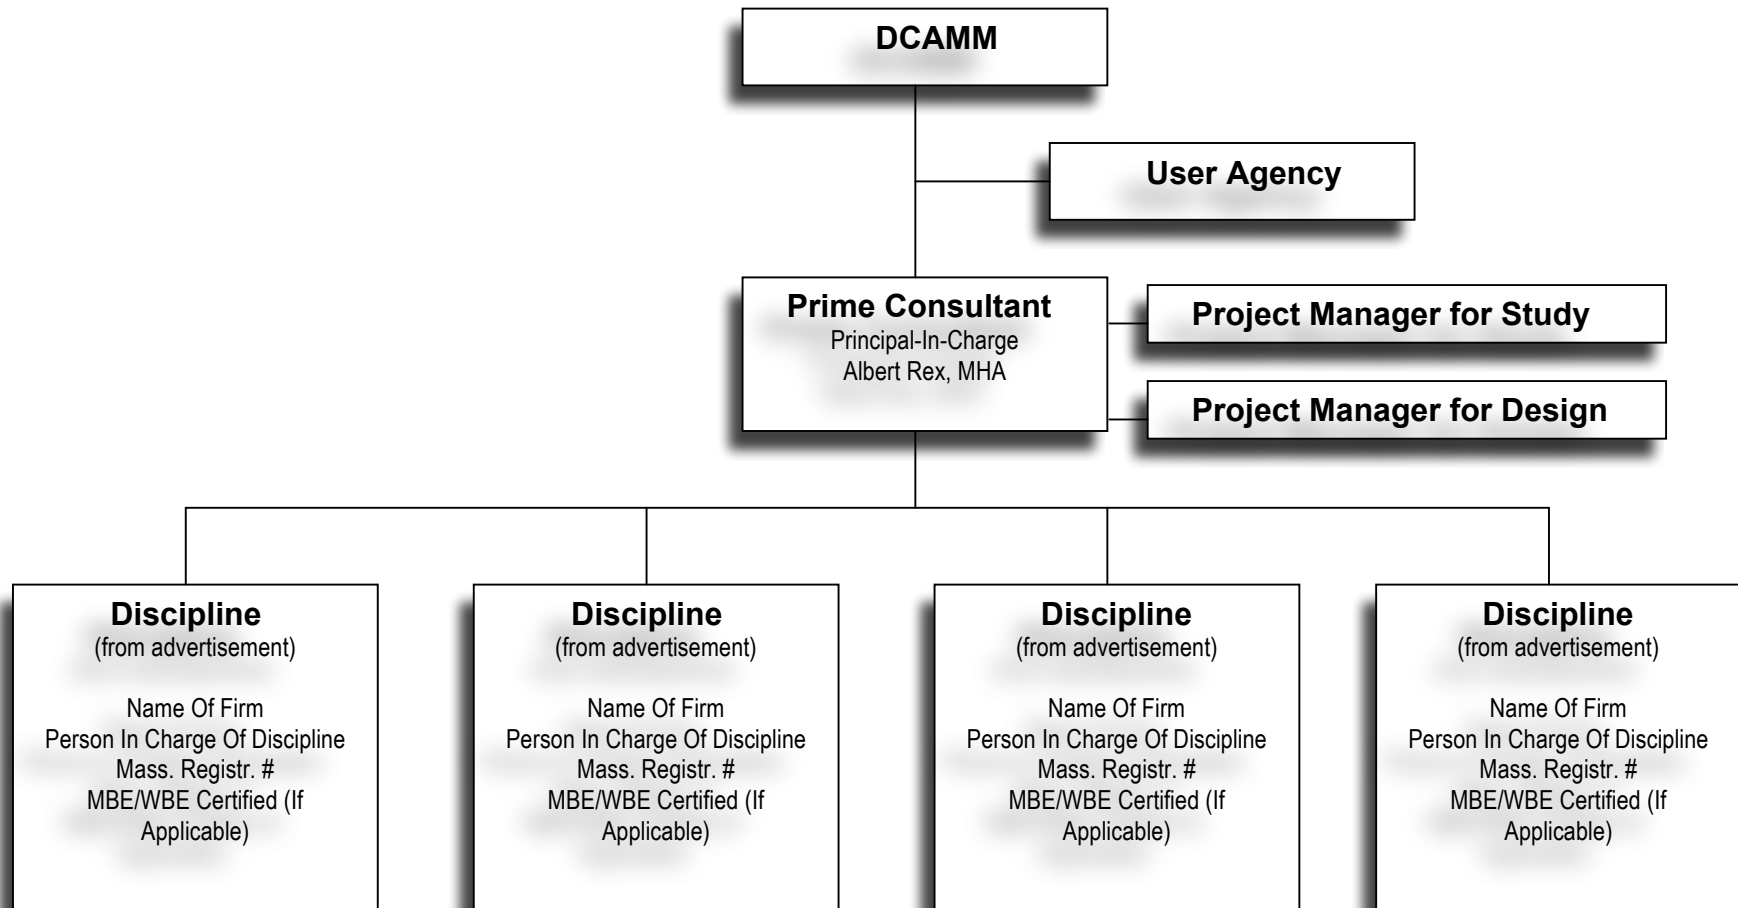 DCAMM
User Agency
Prime Consultant
Principal-In-Charge
Albert Rex, MHA
Project Manager for Study
Project Manager for Design
Discipline
(from advertisement)
Name Of Firm
Person In Charge Of Discipline
Mass. Registr. #
MBE/WBE Certified (If
Applicable)
Discipline
(from advertisement)
Name Of Firm
Person In Charge Of Discipline
Mass. Registr. #
MBE/WBE Certified (If
Applicable)
Discipline
(from advertisement)
Name Of Firm
Person In Charge Of Discipline
Mass. Registr. #
MBE/WBE Certified (If
Applicable)
Discipline
(from advertisement)
Name Of Firm
Person In Charge Of Discipline
Mass. Registr. #
MBE/WBE Certified (If
Applicable)